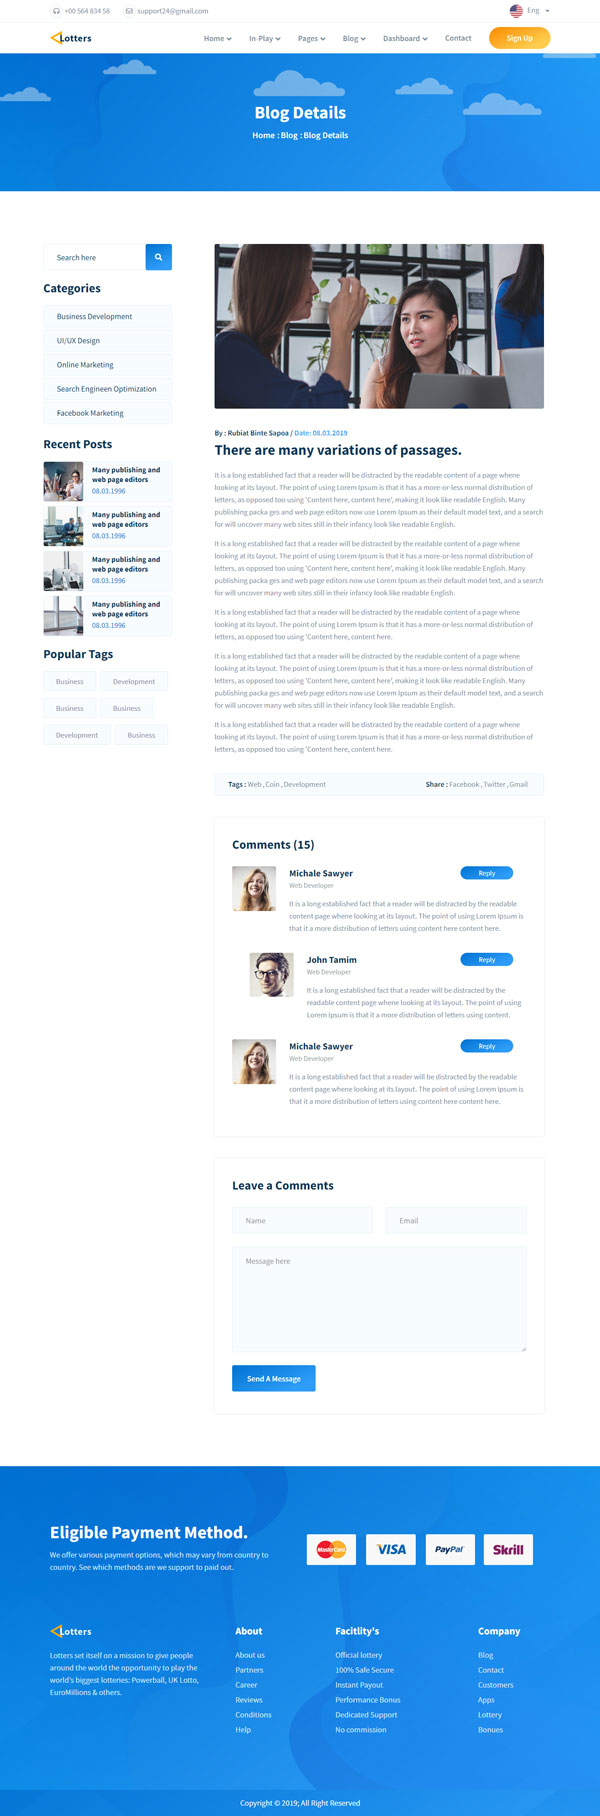 +00 564 834 58
support24@gmail.com
Eng
Lotters
Home
In-Play
Pages
Blog
Dashboard
Contact
Sign Up
Blog Details
Home : Blog : Blog Details
Search here
Categories
Business Development
UI/UX Design
Online Marketing
Search Engineen Optimization
Facebook Marketing
Recent Posts
Many publishing and
web page editors
08.03.1996
Many publishing and
web page editors
08.03.1996
Many publishing and
web page editors
08.03.1996
Many publishing and
web page editors
08.03.1996
Popular Tags
Business
Development
Business
Business
Development
Business
By : Rubiat Binte Sapoa / Date: 08.03.2019
There are many variations of passages.
It is a long established fact that a reader will be distracted by the readable content of a page whene
looking at its layout. The point of using Lorem Ipsum is that it has a more-or-less normal distribution of
letters, as opposed too using 'Content here, content here', making it look like readable English. Many
publishing packa ges and web page editors now use Lorem Ipsum as their default model text, and a search
for will uncover many web sites still in their infancy look like readable English.
It is a long established fact that a reader will be distracted by the readable content of a page whene
looking at its layout. The point of using Lorem Ipsum is that it has a more-or-less normal distribution of
letters, as opposed too using 'Content here, content here', making it look like readable English. Many
publishing packa ges and web page editors now use Lorem Ipsum as their default model text, and a search
for will uncover many web sites still in their infancy look like readable English.
It is a long established fact that a reader will be distracted by the readable content of a page whene
looking at its layout. The point of using Lorem Ipsum is that it has a more-or-less normal distribution of
letters, as opposed too using 'Content here, content here.
It is a long established fact that a reader will be distracted by the readable content of a page whene
looking at its layout. The point of using Lorem Ipsum is that it has a more-or-less normal distribution of
letters, as opposed too using 'Content here, content here', making it look like readable English. Many
publishing packa ges and web page editors now use Lorem Ipsum as their default model text, and a search
for will uncover many web sites still in their infancy look like readable English.
It is a long established fact that a reader will be distracted by the readable content of a page whene
looking at its layout. The point of using Lorem Ipsum is that it has a more-or-less normal distribution of
letters, as opposed too using 'Content here, content here.
Tags : Web , Coin , Development
Share : Facebook , Twitter , Gmail
Comments (15)
Michale Sawyer
Reply
Web Developer
It is a long established fact that a reader will be distracted by the readable
content page whene looking at its layout. The point of using Lorem Ipsum is
that it a more distribution of letters using content here content here.
John Tamim
Reply
Web Developer
It is a long established fact that a reader will be distracted by the
readable content page whene looking at its layout. The point of using
Lorem Ipsum is that it a more distribution of letters using content.
Michale Sawyer
Reply
Web Developer
It is a long established fact that a reader will be distracted by the readable
content page whene looking at its layout. The point of using Lorem Ipsum is
that it a more distribution of letters using content here content here.
Leave a Comments
Name
Email
Message here
Send A Message
Eligible Payment Method.
We offer various payment options, which may vary from country to
country. See which methods are we support to paid out.
MasterCard
VISA
PayPal
Skrill
Lotters
Lotters set itself on a mission to give people
around the world the opportunity to play the
world's biggest lotteries: Powerball, UK Lotto,
EuroMillions & others.
About
About us
Partners
Career
Reviews
Conditions
Help
Facitlity's
Official lottery
100% Safe Secure
Instant Payout
Performance Bonus
Dedicated Support
No commission
Company
Blog
Contact
Customers
Apps
Lottery
Bonues
Copyright © 2019; All Right Reserved